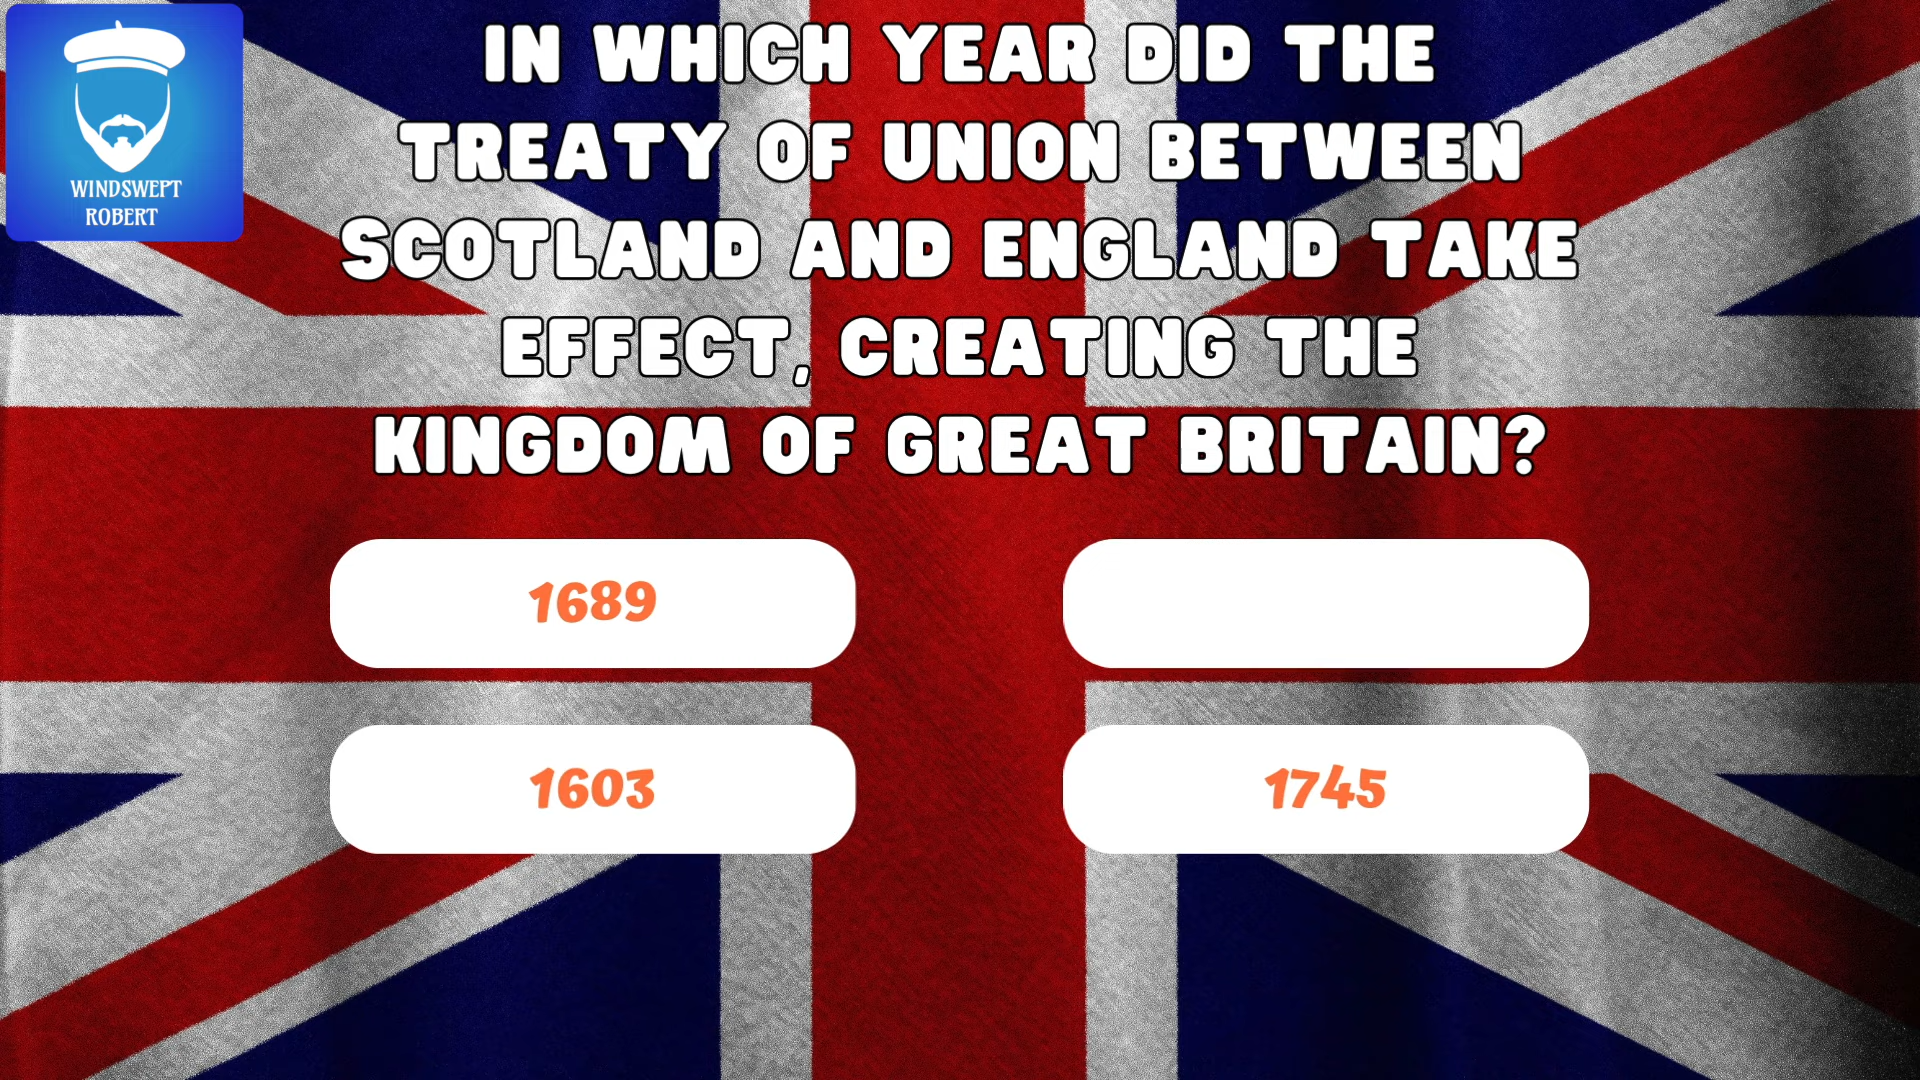 WINDSWEPT
ROBERT
IN WHICH YEAR DID THE
TREATY OF UNION BETWEEN
SCOTLAND AND ENGLAND TAKE
EFFECT, CREATING THE
KINGDOM OF GREAT BRITAIN?
1689
1603
1745